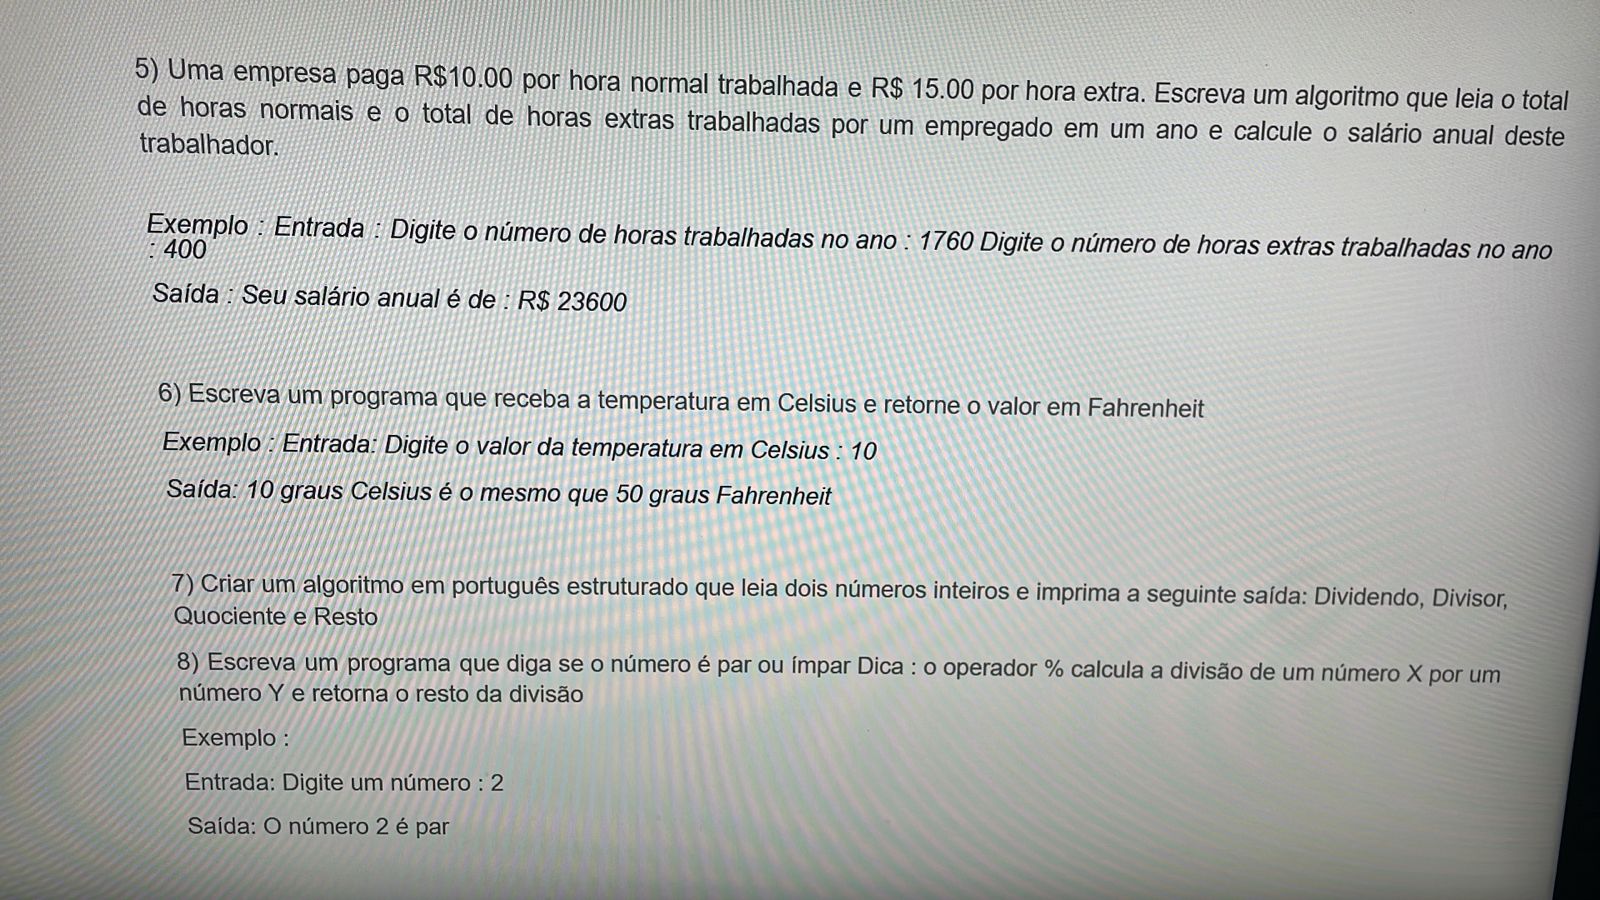 5) Uma empresa paga R$10.00 por hora normal trabalhada e R$ 15.00 por hora extra. Escreva um algoritmo que leia o total
de horas normais e o total de horas extras trabalhadas por um empregado em um ano e calcule o salário anual deste
trabalhador.
Exemplo : Entrada : Digite o número de horas trabalhadas no ano : 1760 Digite o número de horas extras trabalhadas no ano
: 400
Saída : Seu salário anual é de : R$ 23600
6) Escreva um programa que receba a temperatura em Celsius e retorne o valor em Fahrenheit
Exemplo : Entrada: Digite o valor da temperatura em Celsius : 10
Saída: 10 graus Celsius é o mesmo que 50 graus Fahrenheit
7) Criar um algoritmo em português estruturado que leia dois números inteiros e imprima a seguinte saída: Dividendo, Divisor,
Quociente e Resto
8) Escreva um programa que diga se o número é par ou ímpar Dica : o operador % calcula a divisão de um número X por um
número Y e retorna o resto da divisão
Exemplo :
Entrada: Digite um número : 2
Saída: O número 2 é par